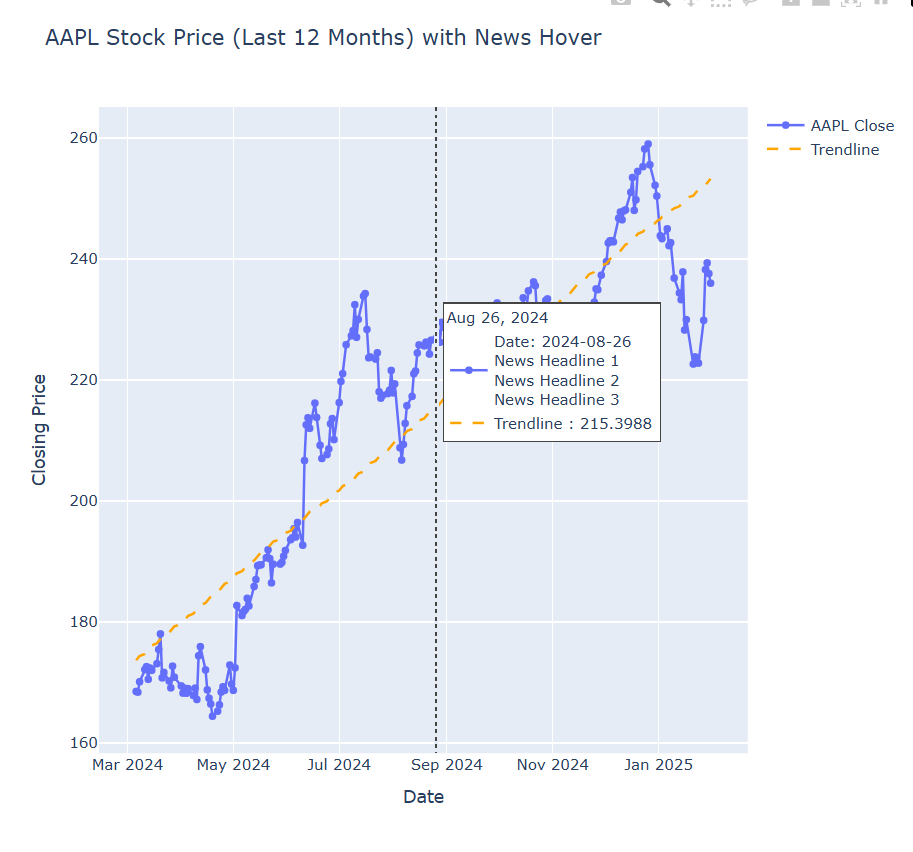 AAPL Stock Price (Last 12 Months) with News Hover
AAPL Close
Trendline
260
240
220
200
180
160
Closing Price
Aug 26, 2024
Date: 2024-08-26
News Headline 1
News Headline 2
News Headline 3
Trendline : 215.3988
Mar 2024
May 2024
Jul 2024
Sep 2024
Nov 2024
Jan 2025
Date